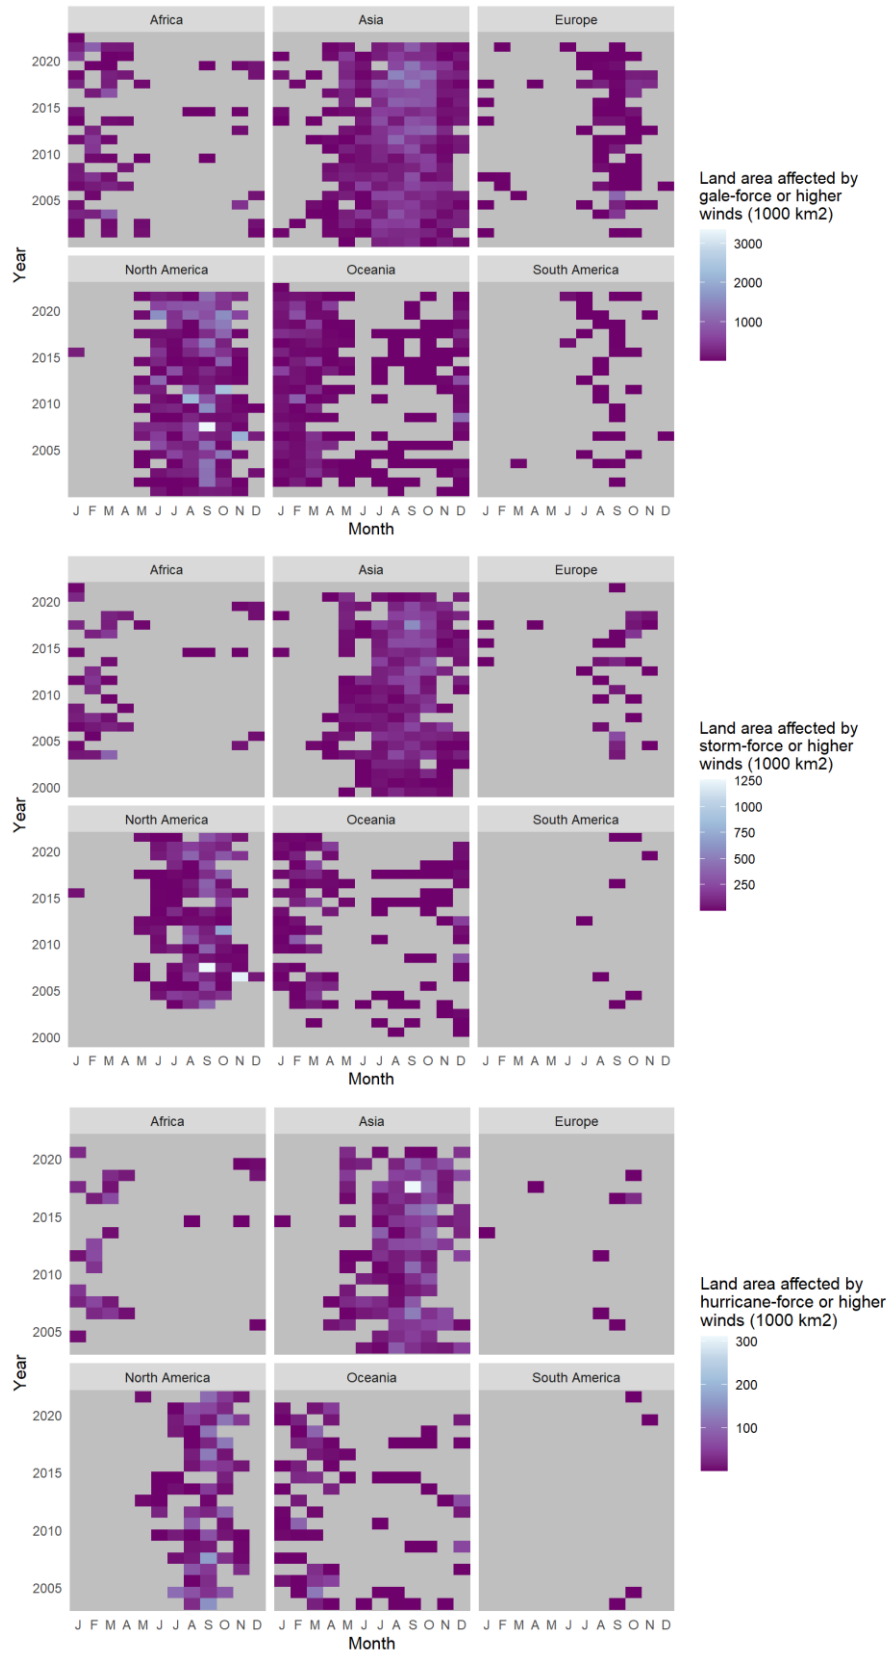 Africa
Asia
Europe
2020
2015
2010
2005
North America
Oceania
South America
2020
2015
2010
2005
J F M A M J J A S O N D
J F M A M J J A S O N D
J F M A M J J A S O N D
Month
Year
Land area affected by
gale-force or higher
winds (1000 km2)
3000
2000
1000
Africa
Asia
Europe
2020
2015
2010
2005
2000
North America
Oceania
South America
2020
2015
2010
2005
2000
J F M A M J J A S O N D
J F M A M J J A S O N D
J F M A M J J A S O N D
Month
Year
Land area affected by
storm-force or higher
winds (1000 km2)
1250
1000
750
500
250
Africa
Asia
Europe
2020
2015
2010
2005
North America
Oceania
South America
2020
2015
2010
2005
J F M A M J J A S O N D
J F M A M J J A S O N D
J F M A M J J A S O N D
Month
Year
Land area affected by
hurricane-force or higher
winds (1000 km2)
300
200
100